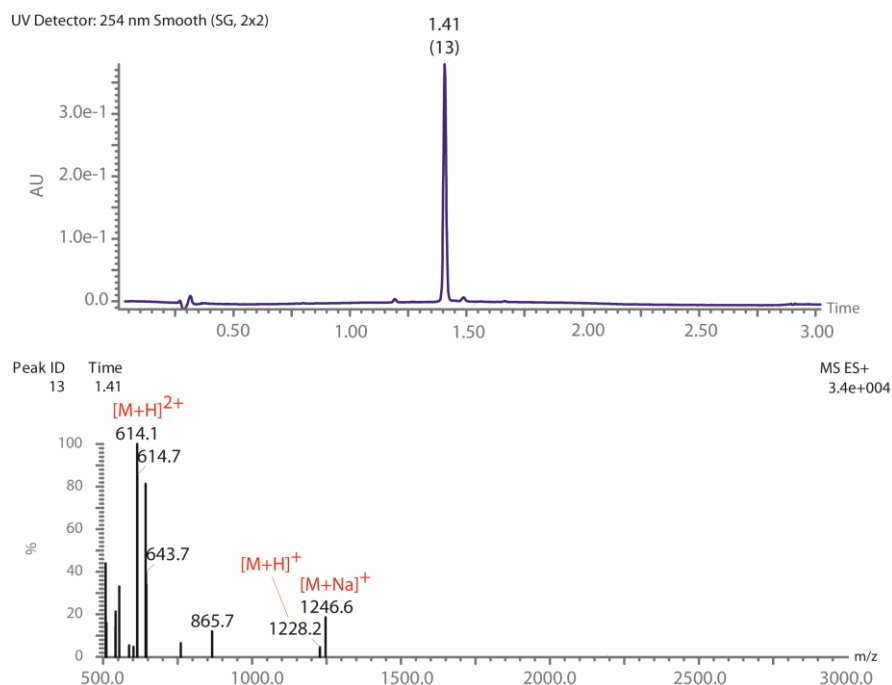 UV Detector: 254 nm Smooth (SG, 2x2)
1.41
(13)
3.0e-1
2.0e-1
1.0e-1
0.0
AU
Time
0.50
1.00
1.50
2.00
2.50
3.00
Peak ID Time
13 1.41
MS ES+
3.4e+004
[M+H]2+
614.1
614.7
643.7
865.7
[M+H]+
1228.2
[M+Na]+
1246.6
100
80
60
40
20
0
%
m/z
500.0
1000.0
1500.0
2000.0
2500.0
3000.0